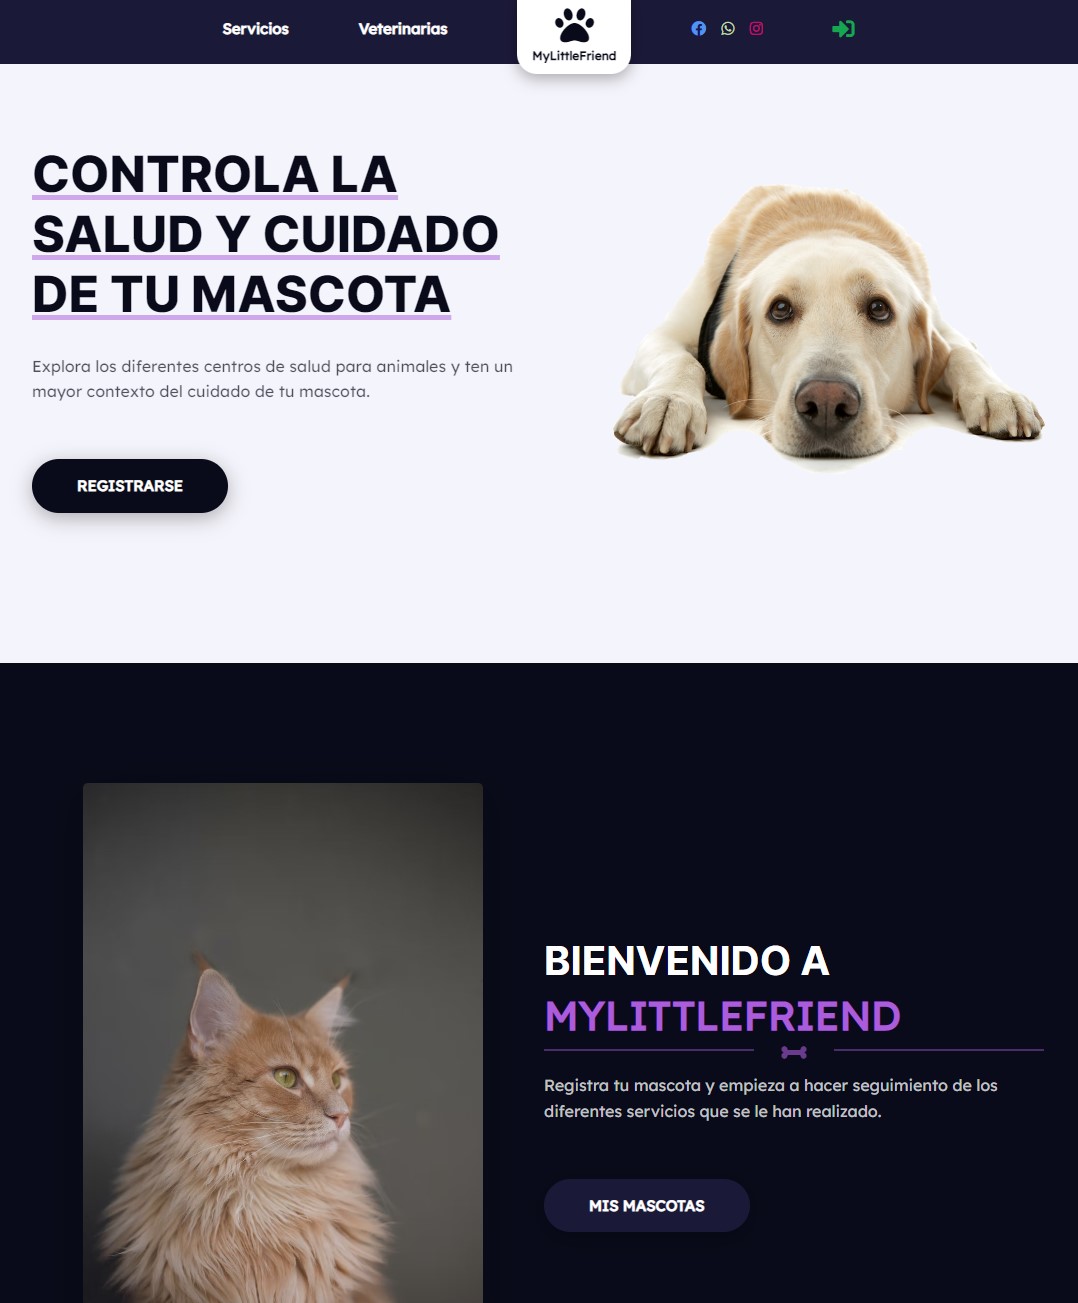 Servicios
Veterinarias
MyLittleFriend
CONTROLA LA
SALUD Y CUIDADO
DE TU MASCOTA
Explora los diferentes centros de salud para animales y ten un
mayor contexto del cuidado de tu mascota.
REGISTRARSE
BIENVENIDO A
MYLITTLEFRIEND
Registra tu mascota y empieza a hacer seguimiento de los
diferentes servicios que se le han realizado.
MIS MASCOTAS